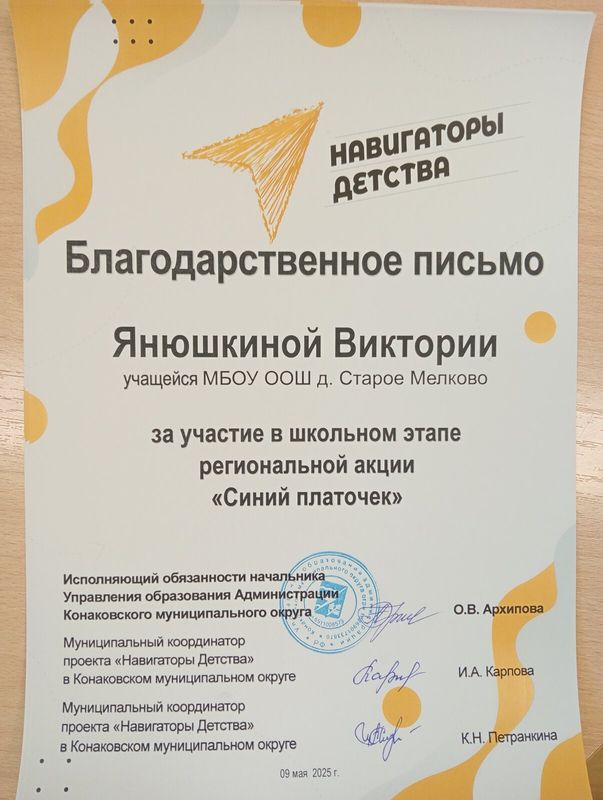 НАВИГАТОРЫ
ДЕТСТВА
Благодарственное письмо
Янюшкиной Виктории
учащейся МБОУ ООШ д. Старое Мелково
за участие в школьном этапе
региональной акции
«Синий платочек»
Исполняющий обязанности начальника
Управления образования Администрации
Конаковского муниципального округа
О.В. Архипова
Муниципальный координатор
проекта «Навигаторы Детства»
в Конаковском муниципальном округе
И.А. Карпова
Муниципальный координатор
проекта «Навигаторы Детства»
в Конаковском муниципальном округе
К.Н. Петранкина
09 мая 2025 г.